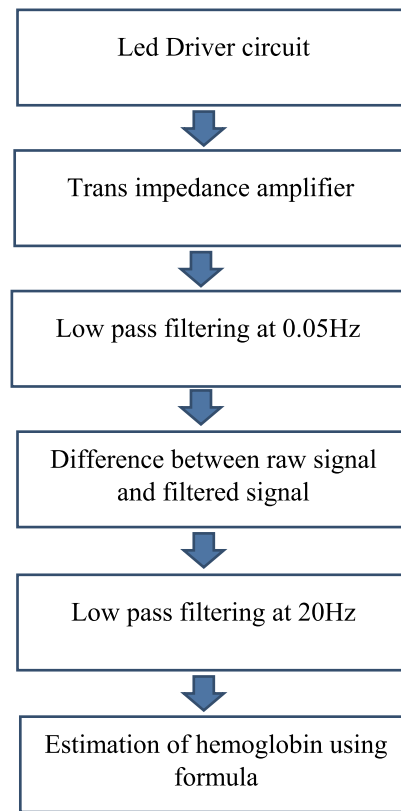 Led Driver circuit
Trans impedance amplifier
Low pass filtering at 0.05Hz
Difference between raw signal
and filtered signal
Low pass filtering at 20Hz
Estimation of hemoglobin using
formula